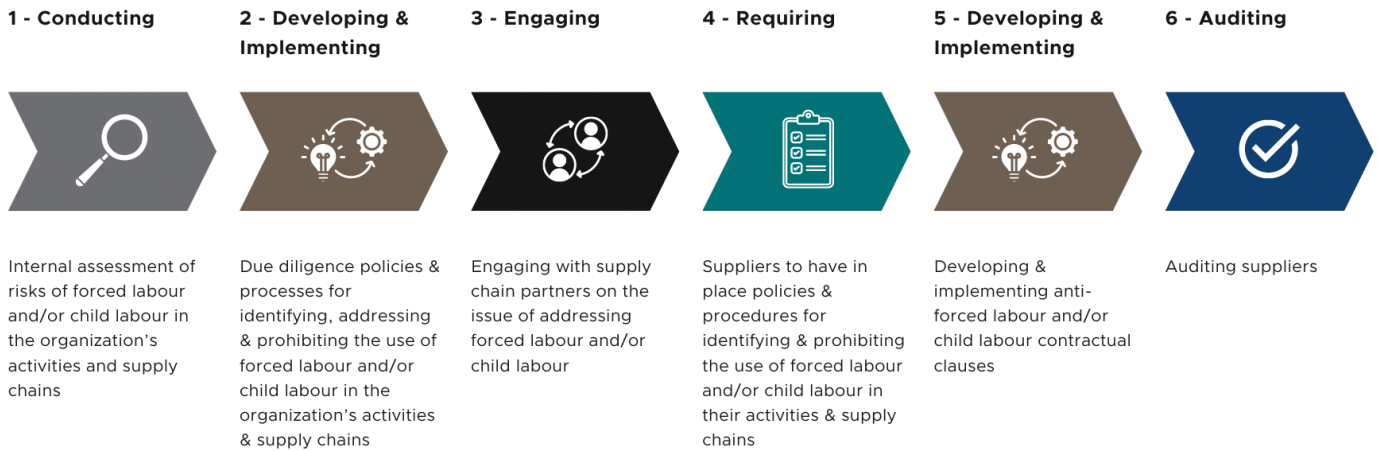 1 - Conducting
Internal assessment of
risks of forced labour
and/or child labour in
the organization’s
activities and supply
chains
2 - Developing &
Implementing
Due diligence policies &
processes for
identifying, addressing
& prohibiting the use of
forced labour and/or
child labour in the
organization’s activities
& supply chains
3 - Engaging
Engaging with supply
chain partners on the
issue of addressing
forced labour and/or
child labour
4 - Requiring
Suppliers to have in
place policies &
procedures for
identifying & prohibiting
the use of forced labour
and/or child labour in
their activities & supply
chains
5 - Developing &
Implementing
Developing &
implementing anti-
forced labour and/or
child labour contractual
clauses
6 - Auditing
Auditing suppliers